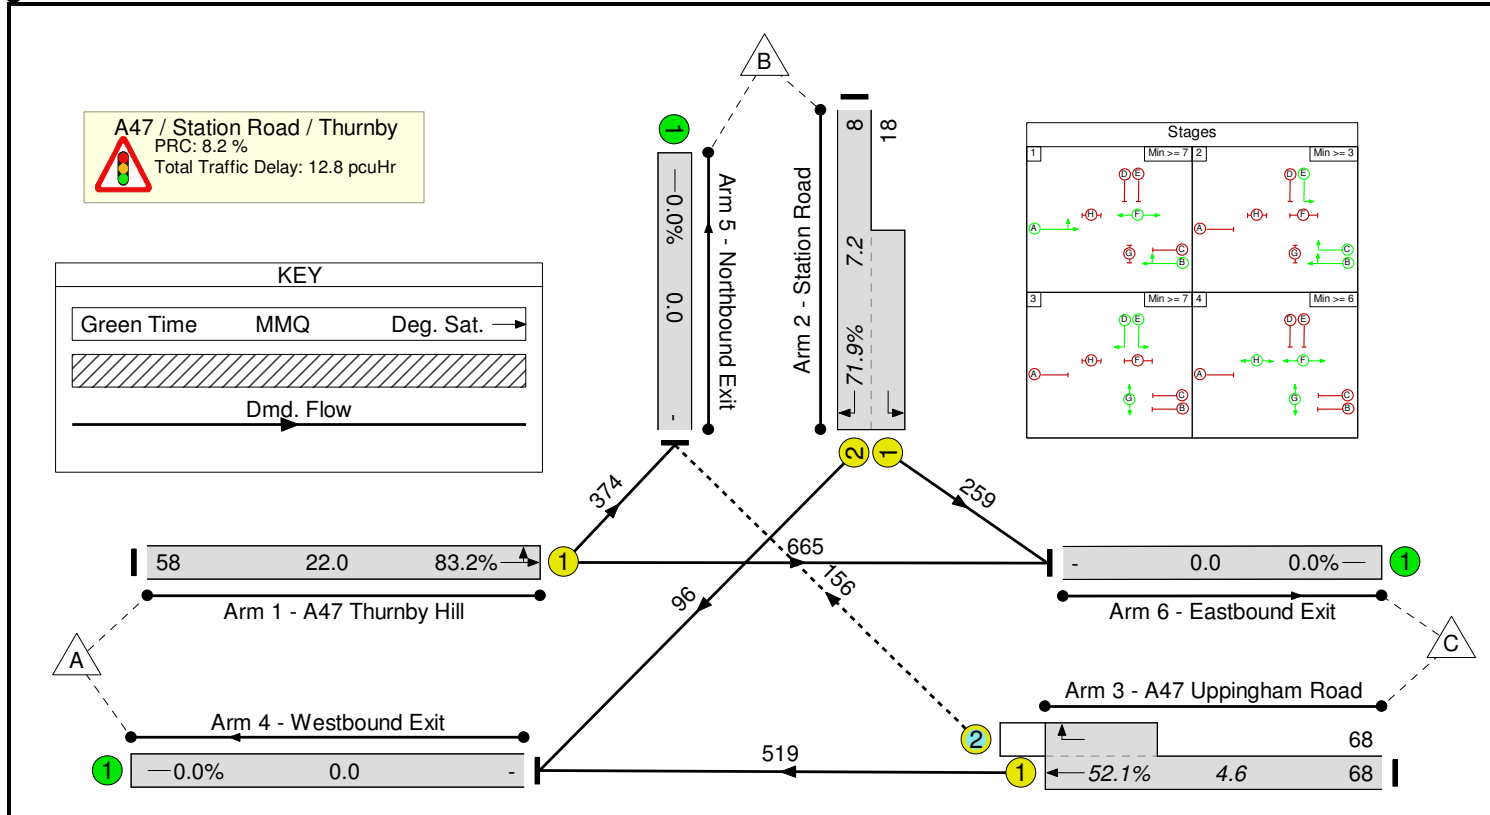 A47 / Station Road / Thurnby
PRC: 8.2 %
Total Traffic Delay: 12.8 pcuHr
KEY
Green Time MMQ Deg. Sat.
Dmd. Flow
B
1
0.0%
0.0
-
Arm 5 - Northbound Exit
Arm 2 - Station Road
8
18
7.2
71.9%
2
1
Stages
1 Min >= 7
D E
H F
A
G C
B
2 Min >= 3
D E
H F
A
G C
B
3 Min >= 7
D E
H F
A
G C
B
4 Min >= 6
D E
H F
A
G C
B
374
259
665
156
96
519
58 22.0 83.2%
1
Arm 1 - A47 Thurnby Hill
- 0.0 0.0%
1
Arm 6 - Eastbound Exit
A
C
Arm 4 - Westbound Exit
1
0.0% 0.0 -
Arm 3 - A47 Uppingham Road
2
68
1
52.1% 4.6 68